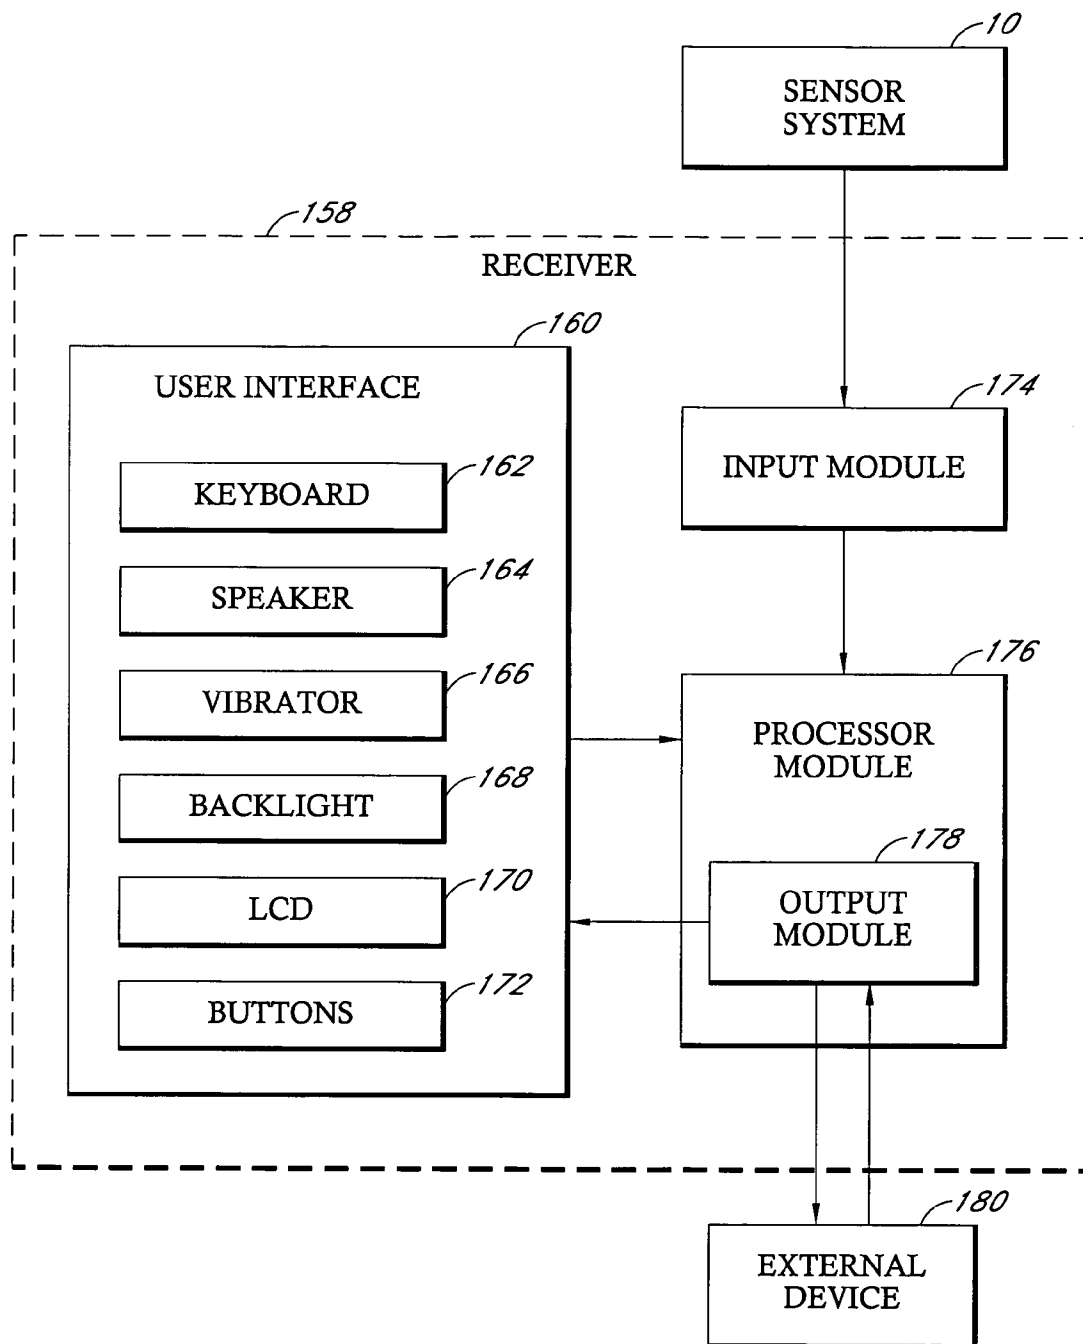 10
SENSOR
SYSTEM
158
RECEIVER
160
USER INTERFACE
174
INPUT MODULE
162
KEYBOARD
164
SPEAKER
166
VIBRATOR
176
PROCESSOR
MODULE
168
BACKLIGHT
170
LCD
178
OUTPUT
MODULE
172
BUTTONS
180
EXTERNAL
DEVICE